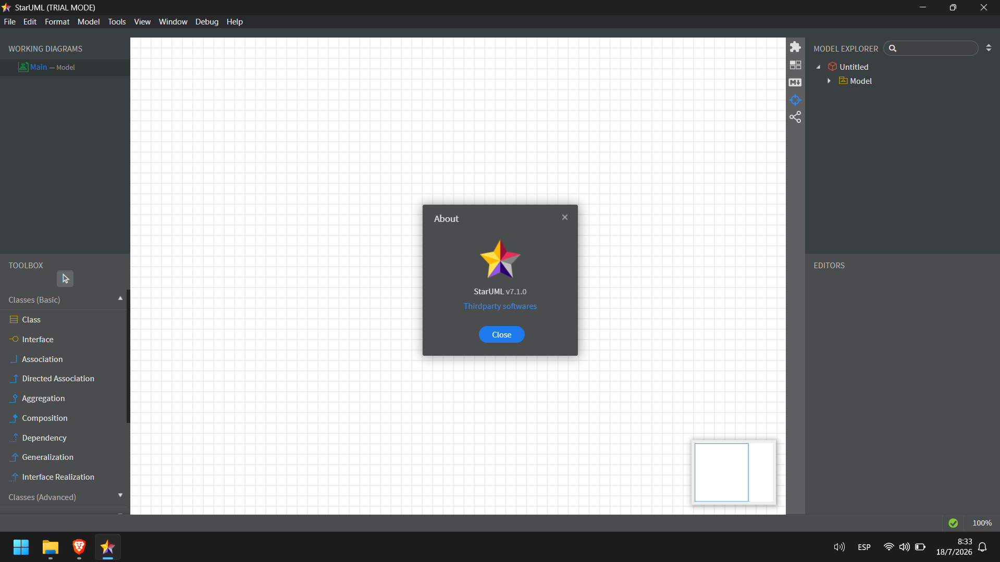 StarUML (TRIAL MODE)
File Edit Format Model Tools View Window Debug Help
WORKING DIAGRAMS
Main — Model
TOOLBOX
Classes (Basic)
Class
Interface
Association
Directed Association
Aggregation
Composition
Dependency
Generalization
Interface Realization
Classes (Advanced)
About
StarUML v7.1.0
Thirdparty softwares
Close
M
MODEL EXPLORER
Untitled
Model
EDITORS
100%
ESP
8:33
18/7/2026